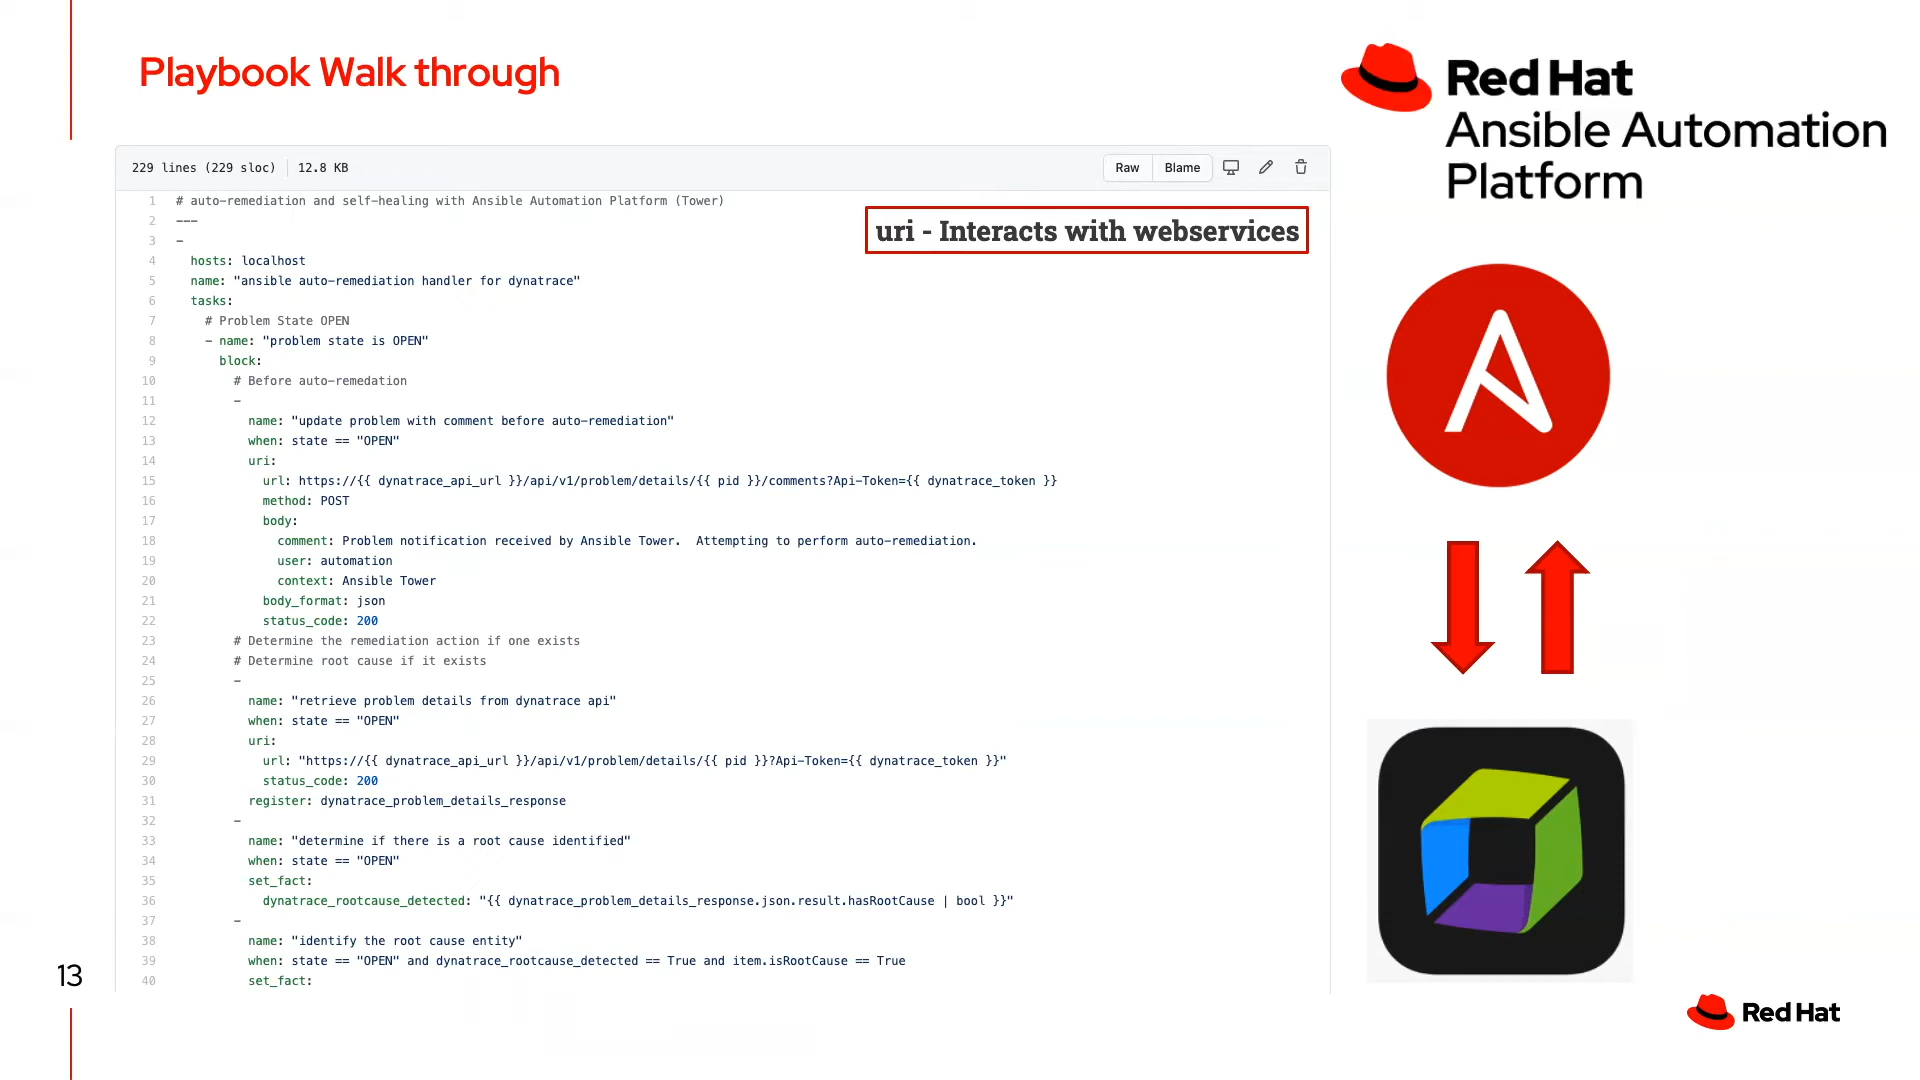 Playbook Walk through
Red Hat
Ansible Automation
Platform
229 lines (229 sloc) 12.8 KB
Raw Blame
uri - Interacts with webservices
1 # auto-remediation and self-healing with Ansible Automation Platform (Tower)
2 ---
3 -
4 hosts: localhost
5 name: "ansible auto-remediation handler for dynatrace"
6 tasks:
7 # Problem State OPEN
8 - name: "problem state is OPEN"
9 block:
10 # Before auto-remedation
11 -
12 name: "update problem with comment before auto-remediation"
13 when: state == "OPEN"
14 uri:
15 url: https://{{ dynatrace_api_url }}/api/v1/problem/details/{{ pid }}/comments?Api-Token={{ dynatrace_token }}
16 method: POST
17 body:
18 comment: Problem notification received by Ansible Tower.  Attempting to perform auto-remediation.
19 user: automation
20 context: Ansible Tower
21 body_format: json
22 status_code: 200
23 # Determine the remediation action if one exists
24 # Determine root cause if it exists
25 -
26 name: "retrieve problem details from dynatrace api"
27 when: state == "OPEN"
28 uri:
29 url: "https://{{ dynatrace_api_url }}/api/v1/problem/details/{{ pid }}?Api-Token={{ dynatrace_token }}"
30 status_code: 200
31 register: dynatrace_problem_details_response
32 -
33 name: "determine if there is a root cause identified"
34 when: state == "OPEN"
35 set_fact:
36 dynatrace_rootcause_detected: "{{ dynatrace_problem_details_response.json.result.hasRootCause | bool }}"
37 -
38 name: "identify the root cause entity"
39 when: state == "OPEN" and dynatrace_rootcause_detected == True and item.isRootCause == True
40 set_fact:
13
Red Hat